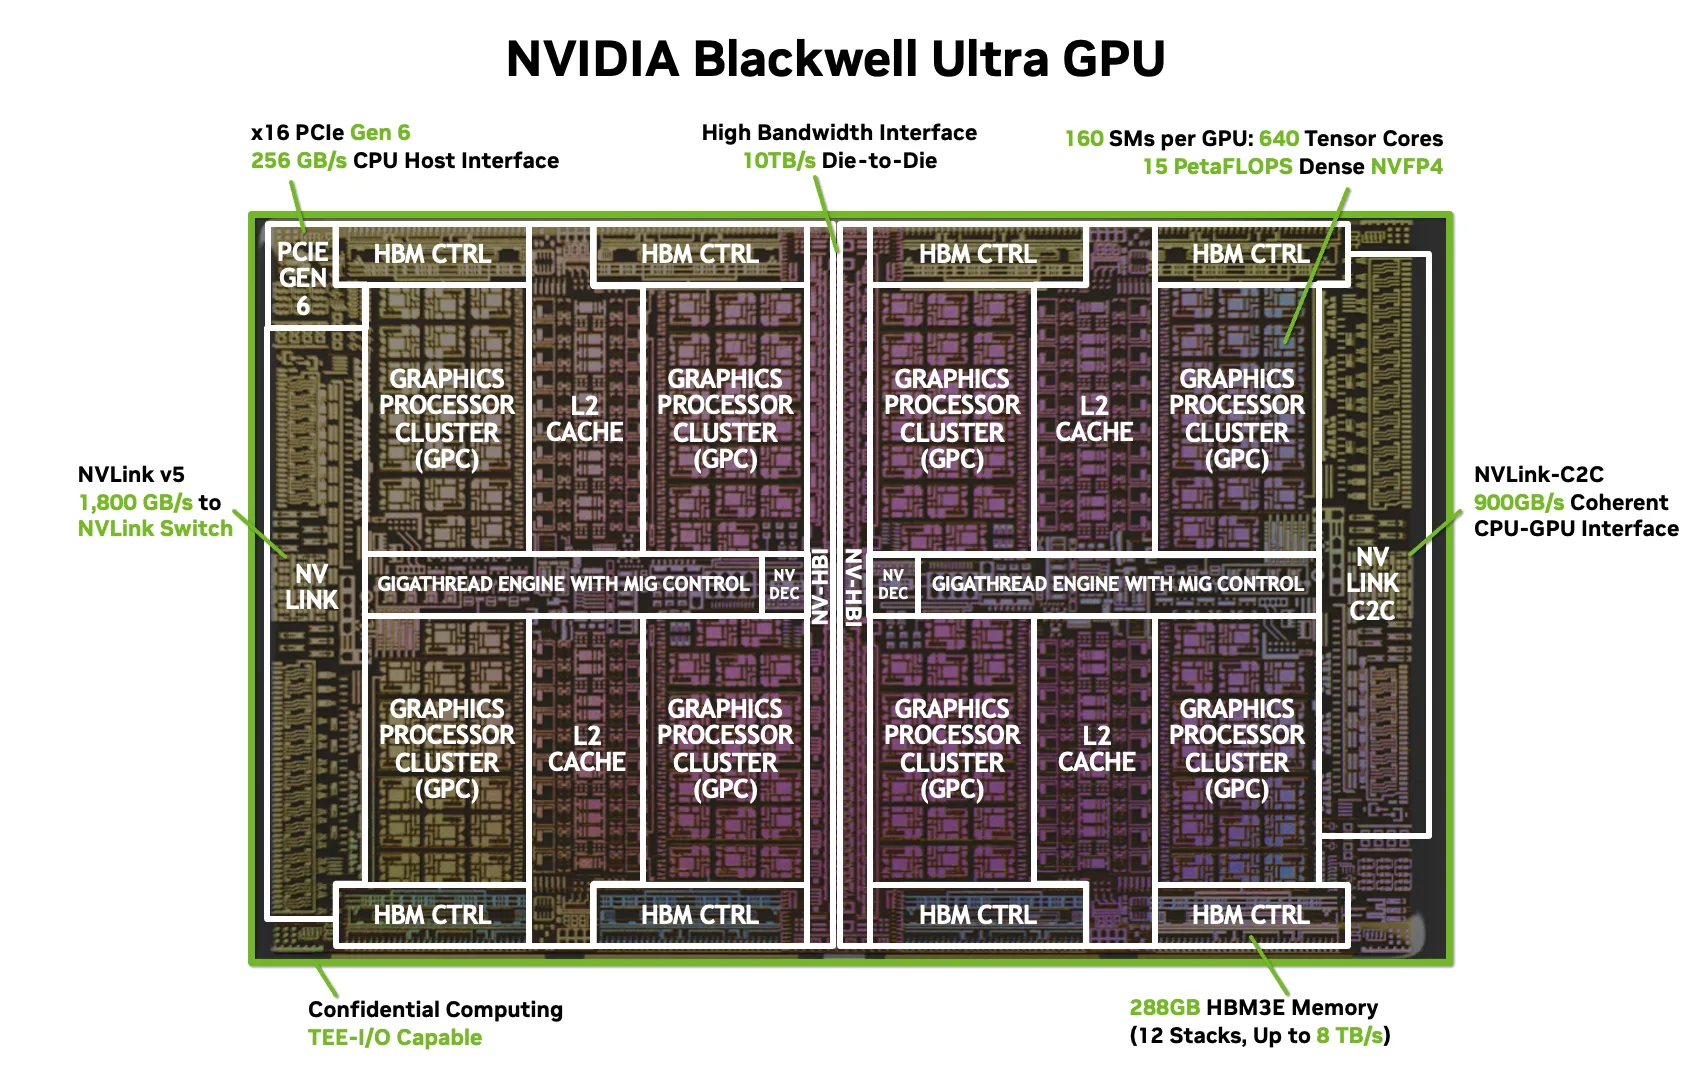 NVIDIA Blackwell Ultra GPU
x16 PCIe Gen 6
256 GB/s CPU Host Interface
High Bandwidth Interface
10TB/s Die-to-Die
160 SMs per GPU: 640 Tensor Cores
15 PetaFLOPS Dense NVFP4
PCIE
GEN
6
HBM CTRL
HBM CTRL
HBM CTRL
HBM CTRL
GRAPHICS
PROCESSOR
CLUSTER
(GPC)
L2
CACHE
GRAPHICS
PROCESSOR
CLUSTER
(GPC)
GRAPHICS
PROCESSOR
CLUSTER
(GPC)
L2
CACHE
GRAPHICS
PROCESSOR
CLUSTER
(GPC)
NVLink v5
1,800 GB/s to
NVLink Switch
NVLink-C2C
900GB/s Coherent
CPU-GPU Interface
NV
LINK
GIGATHREAD ENGINE WITH MIG CONTROL
NV
DEC
NV-HBI
NV-HBI
NV
DEC
GIGATHREAD ENGINE WITH MIG CONTROL
NV
LINK
C2C
GRAPHICS
PROCESSOR
CLUSTER
(GPC)
L2
CACHE
GRAPHICS
PROCESSOR
CLUSTER
(GPC)
GRAPHICS
PROCESSOR
CLUSTER
(GPC)
L2
CACHE
GRAPHICS
PROCESSOR
CLUSTER
(GPC)
HBM CTRL
HBM CTRL
HBM CTRL
HBM CTRL
Confidential Computing
TEE-I/O Capable
288GB HBM3E Memory
(12 Stacks, Up to 8 TB/s)